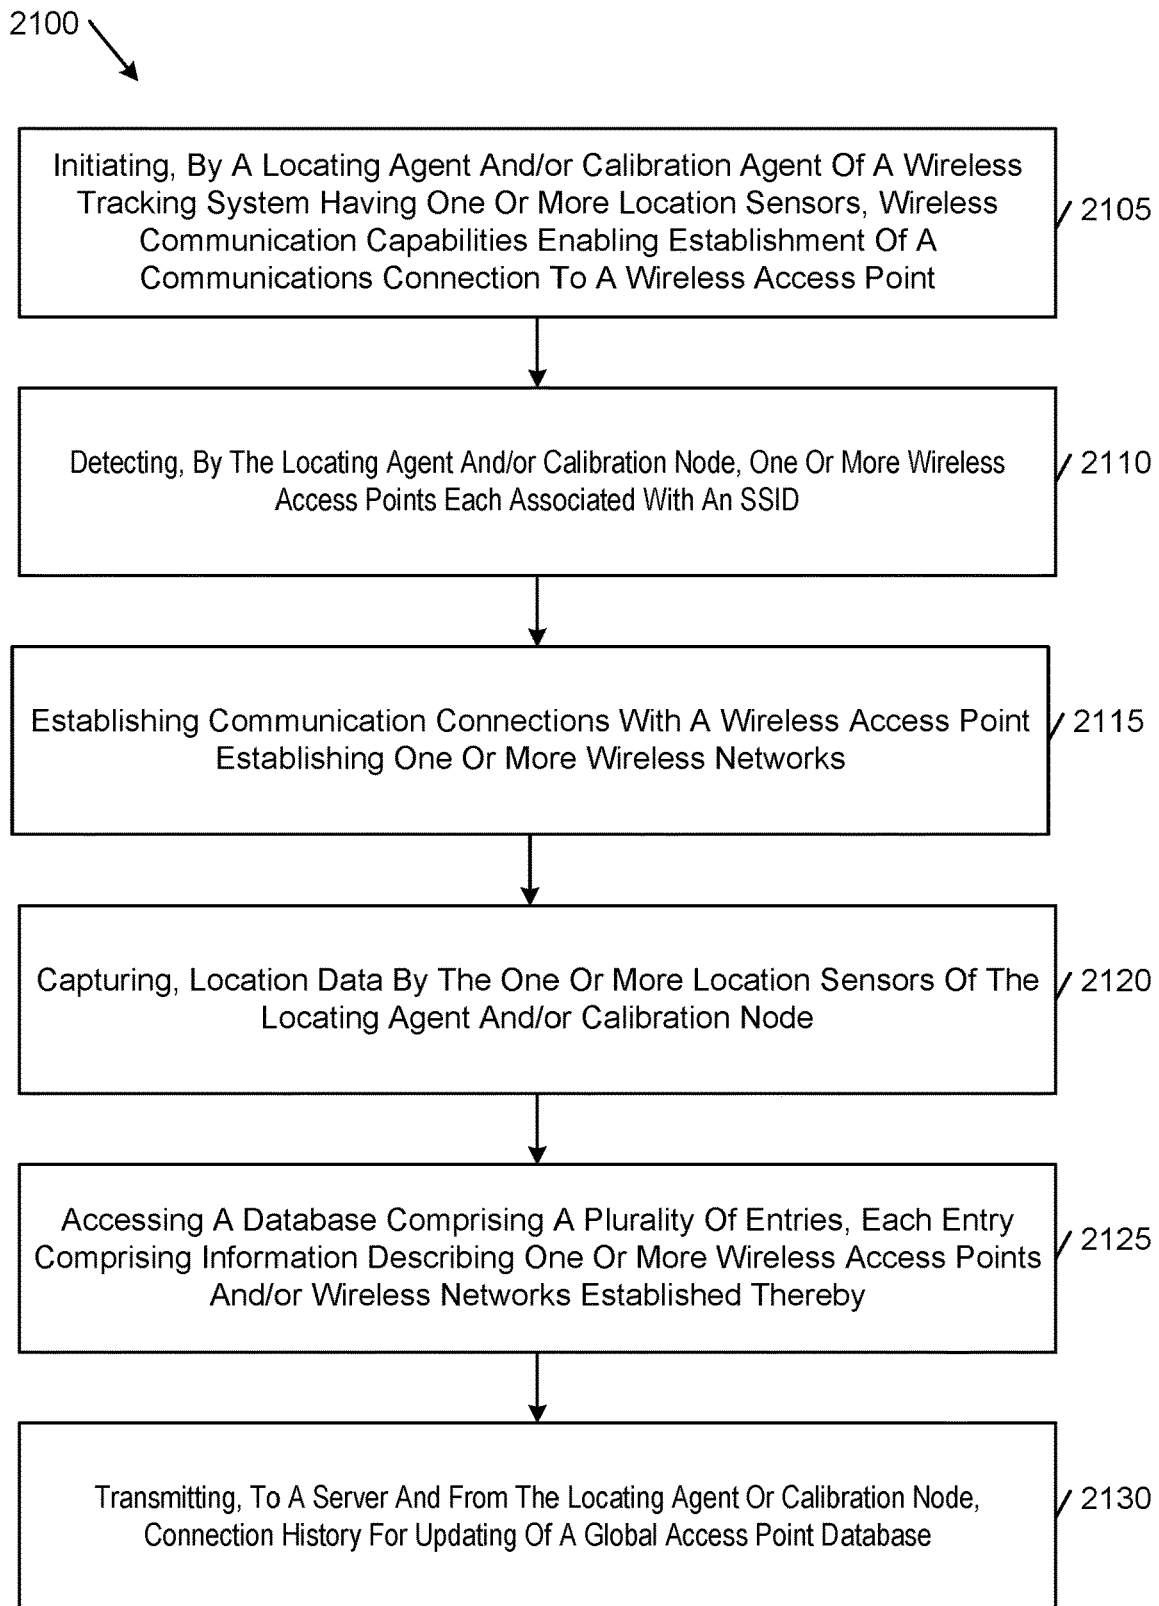 2100
Initiating, By A Locating Agent And/or Calibration Agent Of A Wireless
Tracking System Having One Or More Location Sensors, Wireless
Communication Capabilities Enabling Establishment Of A
Communications Connection To A Wireless Access Point
2105
Detecting, By The Locating Agent And/or Calibration Node, One Or More Wireless
Access Points Each Associated With An SSID
2110
Establishing Communication Connections With A Wireless Access Point
Establishing One Or More Wireless Networks
2115
Capturing, Location Data By The One Or More Location Sensors Of The
Locating Agent And/or Calibration Node
2120
Accessing A Database Comprising A Plurality Of Entries, Each Entry
Comprising Information Describing One Or More Wireless Access Points
And/or Wireless Networks Established Thereby
2125
Transmitting, To A Server And From The Locating Agent Or Calibration Node,
Connection History For Updating Of A Global Access Point Database
2130